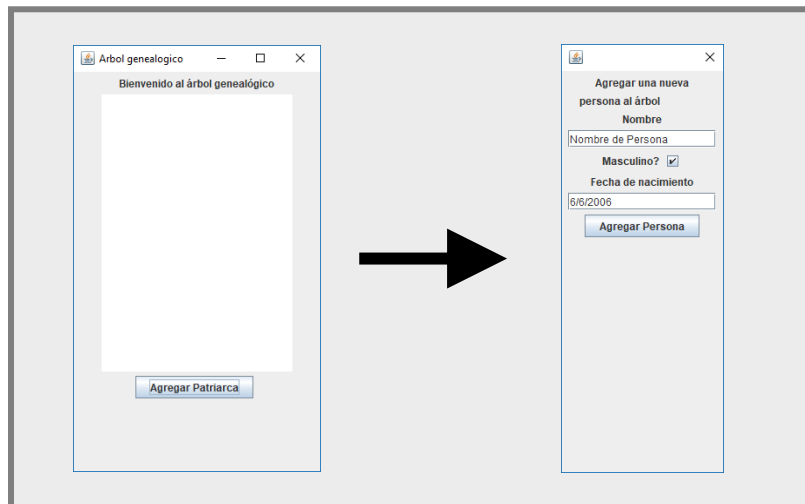 Arbol genealogico
Bienvenido al árbol genealógico
Agregar Patriarca
Agregar una nueva
persona al árbol
Nombre
Nombre de Persona
Masculino?
Fecha de nacimiento
6/6/2006
Agregar Persona